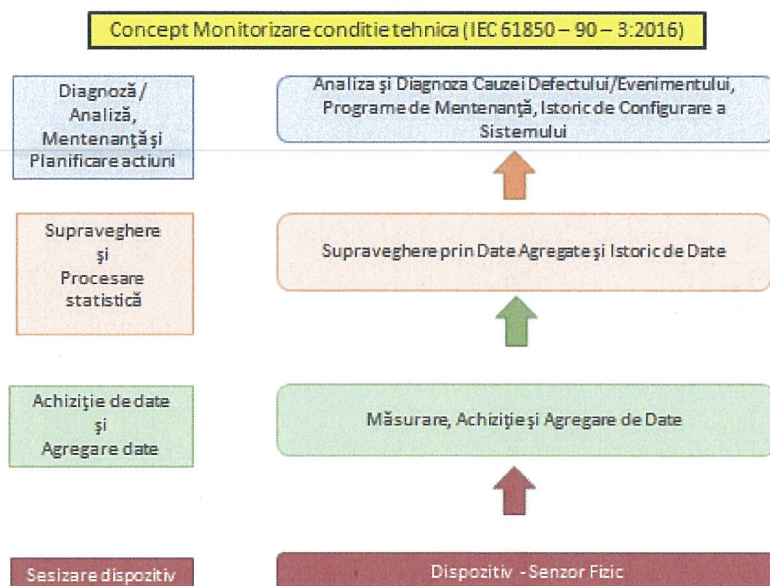 Concept Monitorizare conditie tehnica (IEC 61850 – 90 – 3:2016)
Diagnoză /
Analiză,
Mentenanță și
Planificare actiuni
Analiza și Diagnoza Cauzei Defectului/Evenimentului,
Programe de Mentenanță, Istoric de Configurare a
Sistemului
Supraveghere
și
Procesare
statistică
Supraveghere prin Date Agregate și Istoric de Date
Achiziție de date
și
Agregare date
Măsurare, Achiziție și Agregare de Date
Sesizare dispozitiv
Dispozitiv - Senzor Fizic